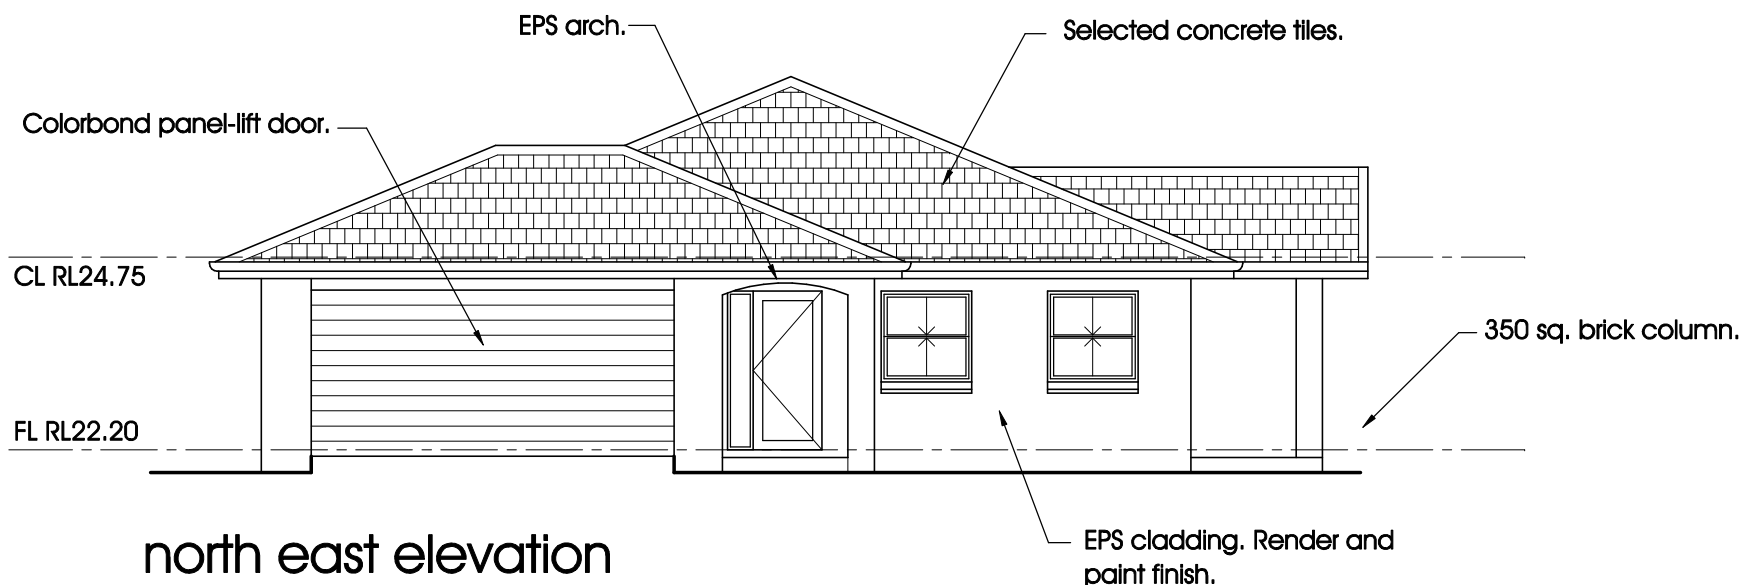 EPS arch.
Selected concrete tiles.
Colorbond panel-lift door.
CL RL24.75
350 sq. brick column.
FL RL22.20
EPS cladding. Render and
paint finish.
north east elevation